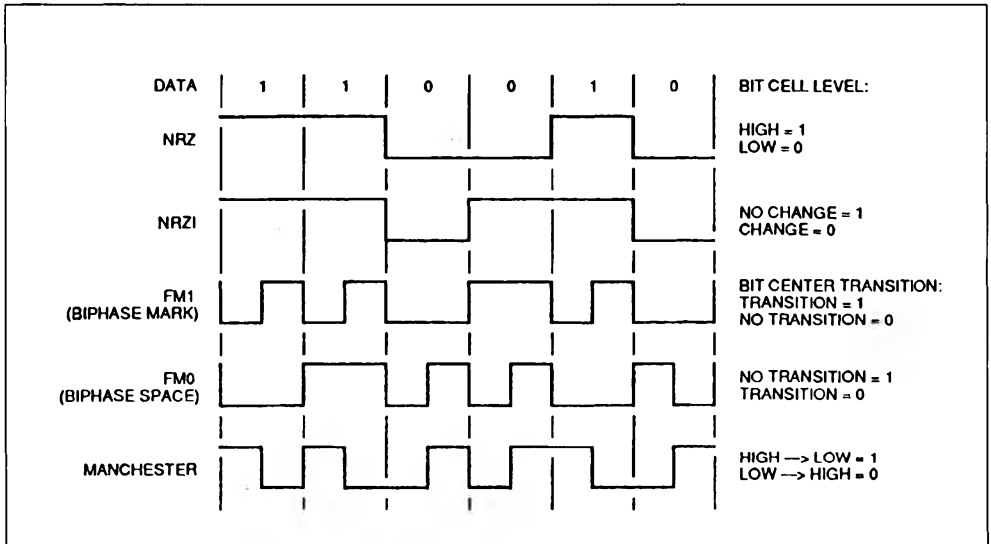 DATA 1 1 0 0 1 0 BIT CELL LEVEL:
NRZ
HIGH = 1
LOW = 0
NRZI
NO CHANGE = 1
CHANGE = 0
FM1
(BIPHASE MARK)
BIT CENTER TRANSITION:
TRANSITION = 1
NO TRANSITION = 0
FM0
(BIPHASE SPACE)
NO TRANSITION = 1
TRANSITION = 0
MANCHESTER
HIGH —> LOW = 1
LOW —> HIGH = 0